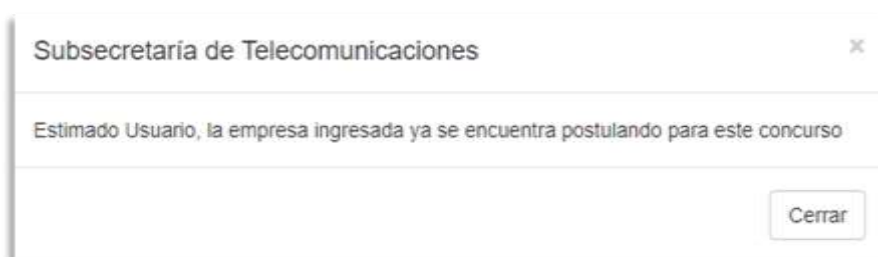 Subsecretaría de Telecomunicaciones ×
Estimado Usuario, la empresa ingresada ya se encuentra postulando para este concurso
Cerrar